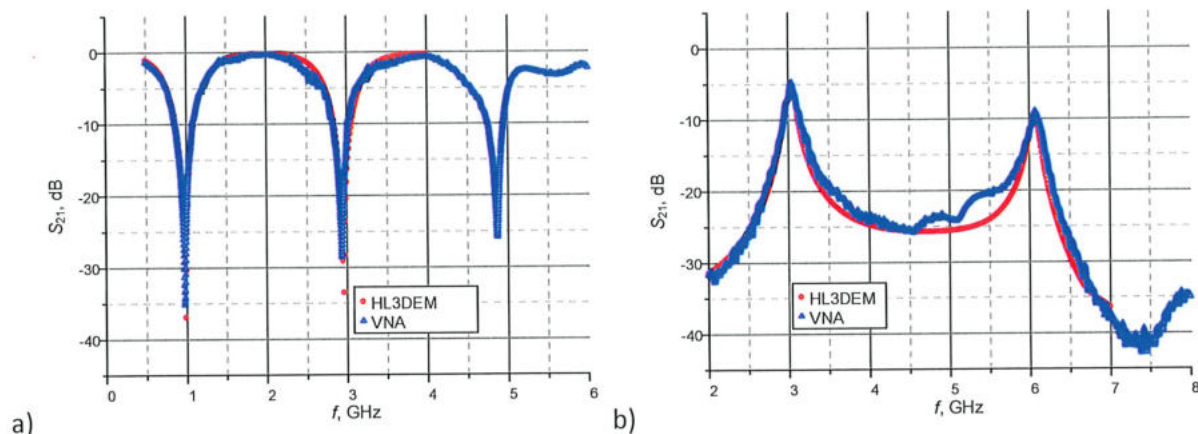 0
-10
-20
-30
-40
S21, dB
HL3DEM
VNA
0 1 2 3 4 5 6
f, GHz
a)
0
-10
-20
-30
-40
S21, dB
HL3DEM
VNA
2 3 4 5 6 7 8
f, GHz
b)